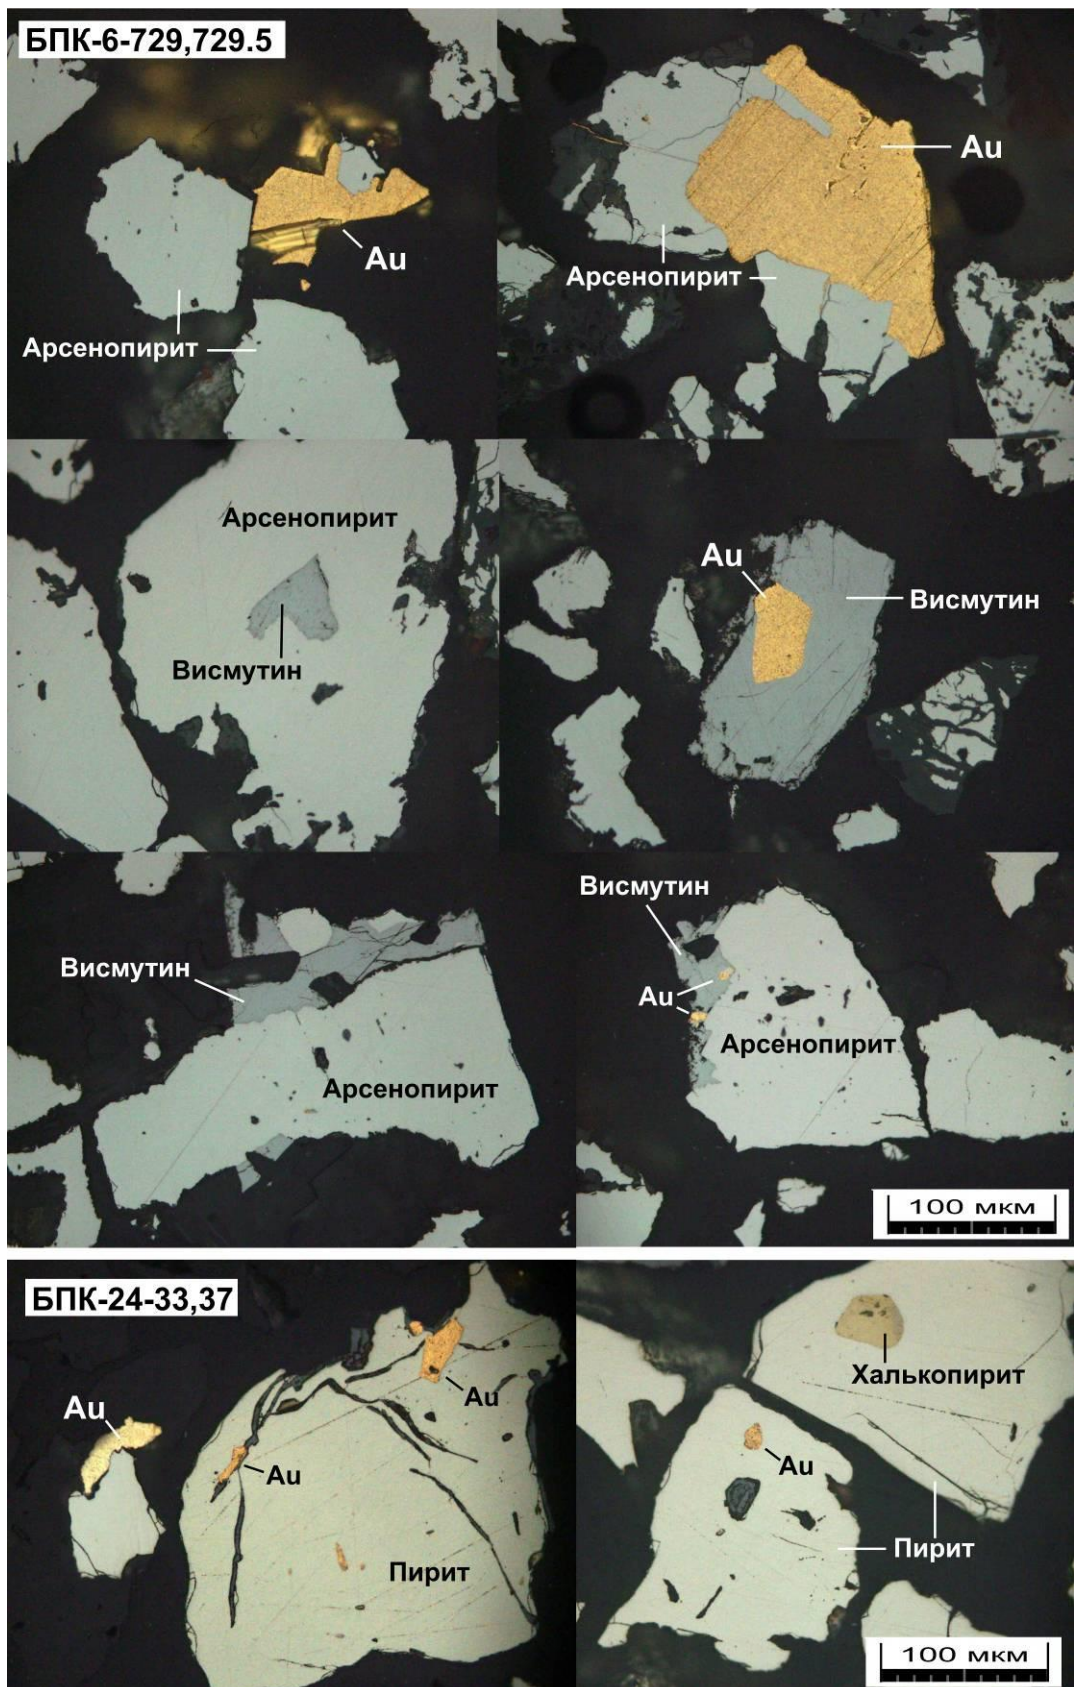 БПК-6-729,729.5
Au
Арсенопирит
Au
Арсенопирит
Арсенопирит
Висмутин
Au
Висмутин
Висмутин
Арсенопирит
Висмутин
Au
Арсенопирит
100 мкм
БПК-24-33,37
Au
Au
Au
Пирит
Халькопирит
Au
Пирит
100 мкм